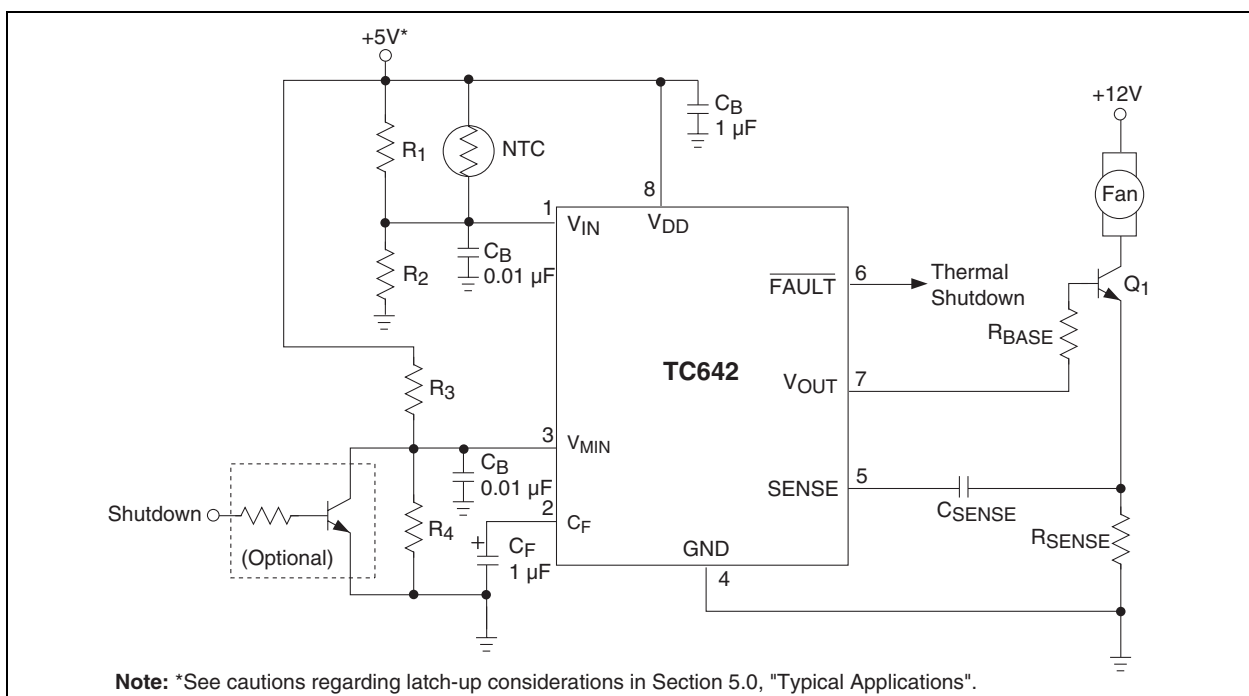 +5V*
R1
NTC
CB
1 µF
+12V
Fan
8
1
VIN
VDD
R2
CB
0.01 µF
FAULT
6
Thermal
Shutdown
Q1
RBASE
TC642
VOUT
7
R3
3
VMIN
CB
0.01 µF
SENSE
5
CSENSE
RSENSE
Shutdown
(Optional)
R4
2
CF
+
CF
1 µF
GND
4
Note: *See cautions regarding latch-up considerations in Section 5.0, "Typical Applications".